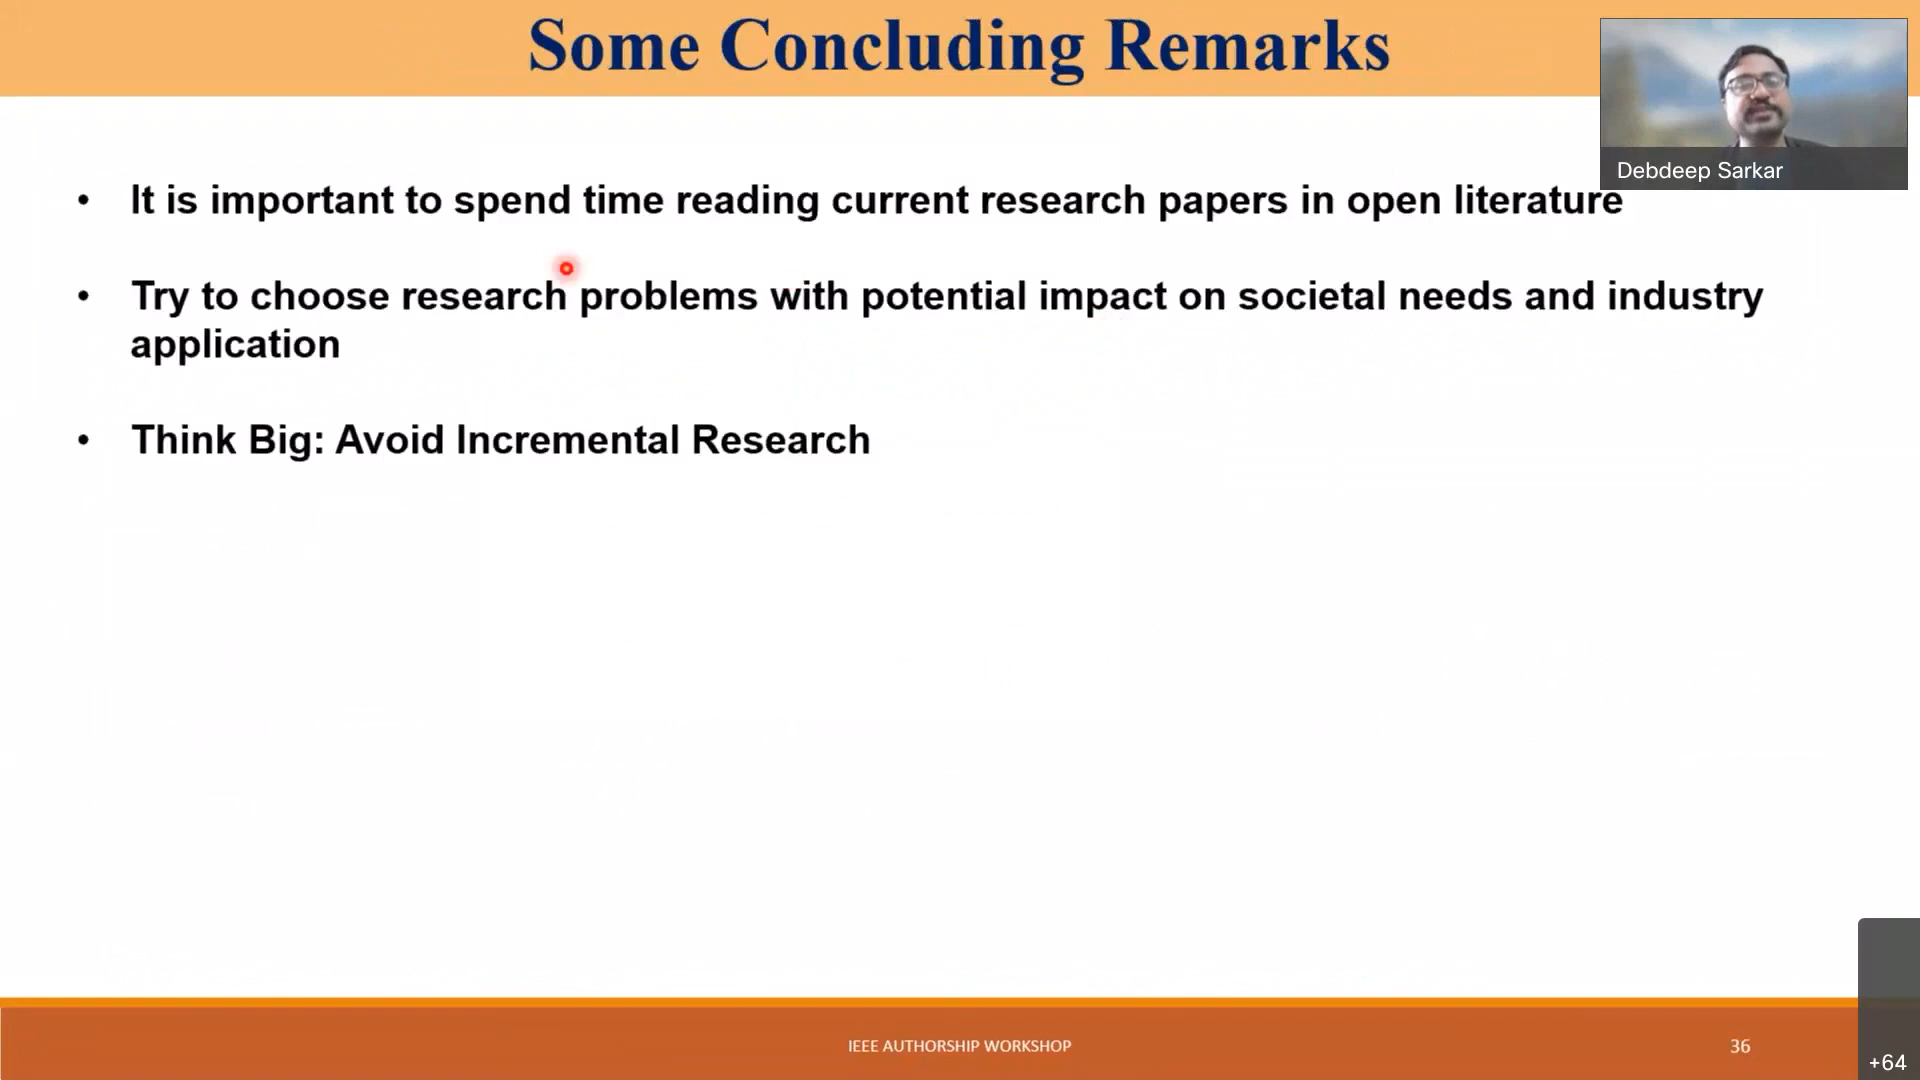 Some Concluding Remarks
Debdeep Sarkar
• It is important to spend time reading current research papers in open literature
• Try to choose research problems with potential impact on societal needs and industry
application
• Think Big: Avoid Incremental Research
IEEE AUTHORSHIP WORKSHOP
36
+64